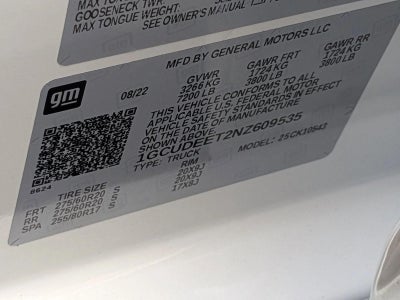 MAX TONGUE WEIGHT:
GOOSENECK TWR
MAX TONGUE WEIGHT: SEE OWNER'S MANUAL
gm
MFD BY GENERAL MOTORS LLC
08/22
GVWR GAWR FRT GAWR RR
3266 KG 1724 KG 1724 KG
7200 LB 3800 LB 3800 LB
THIS VEHICLE CONFORMS TO ALL
APPLICABLE U.S. FEDERAL MOTOR
VEHICLE SAFETY STANDARDS IN EFFECT
ON THE DATE OF MANUFACTURE
SHOWN ABOVE.
1GCUDEET2NZ609535
TYPE: TRUCK MODEL: 25CK10543
8624
TIRE SIZE RIM
FRT 275/60R20 S 20X9J
RR 275/60R20 S 20X9J
SPA 255/80R17 S 17X8J